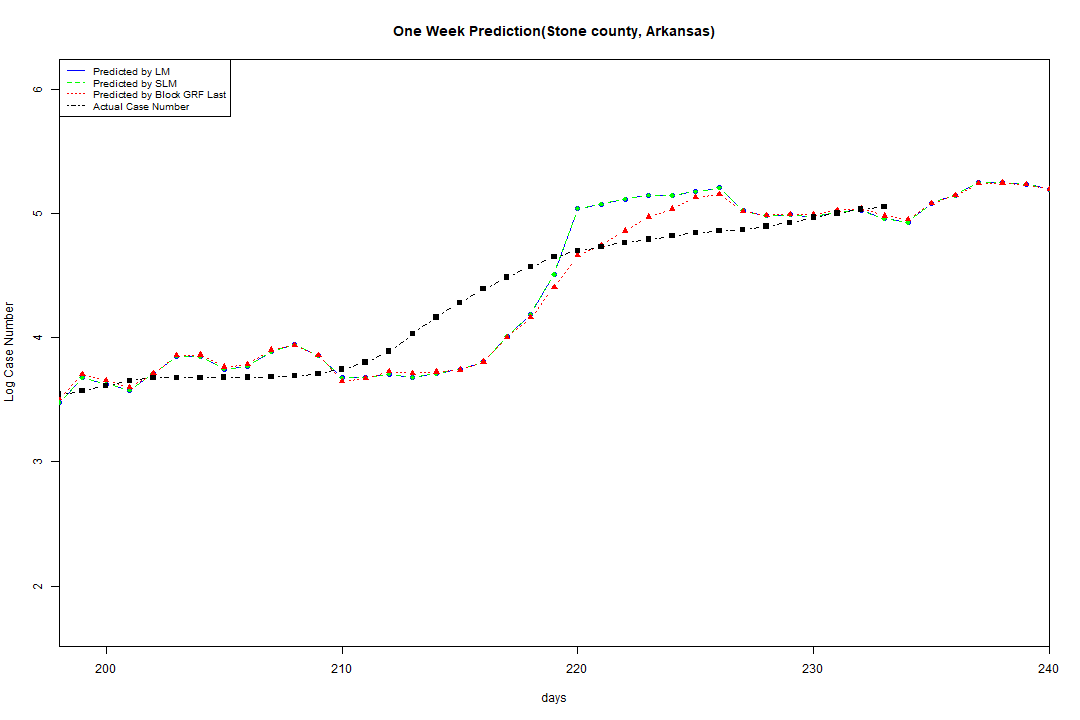 One Week Prediction(Stone county, Arkansas)
Predicted by LM
Predicted by SLM
Predicted by Block GRF Last
Actual Case Number
6
5
4
3
2
Log Case Number
200 210 220 230 240
days